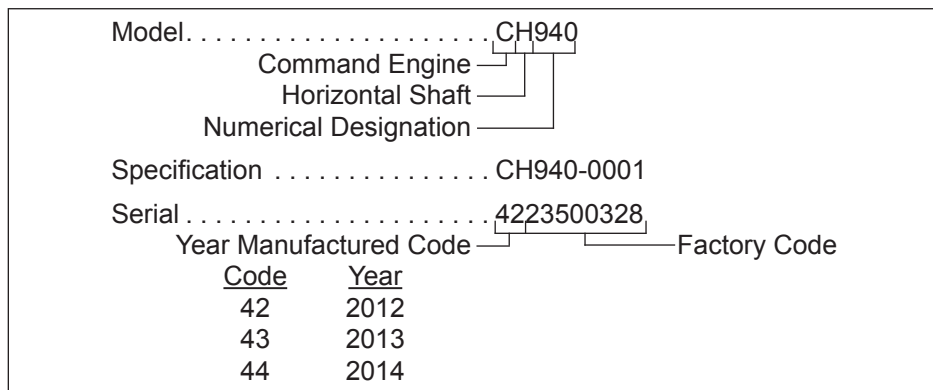 Model. . . . . . . . . . . . . . . . . . . . . CH940
Command Engine
Horizontal Shaft
Numerical Designation
Specification . . . . . . . . . . . . . . . CH940-0001
Serial . . . . . . . . . . . . . . . . . . . . . 4223500328
Year Manufactured Code Factory Code
Code Year
42 2012
43 2013
44 2014